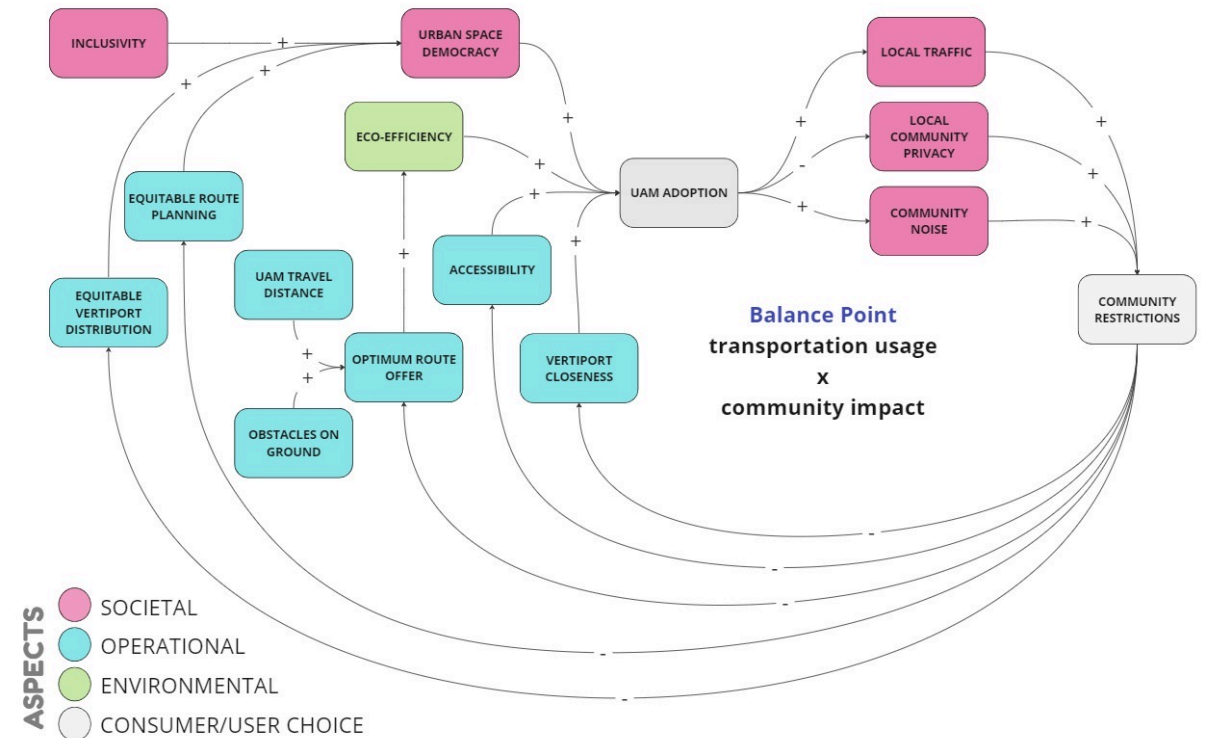 INCLUSIVITY
+
URBAN SPACE
DEMOCRACY
LOCAL TRAFFIC
+
+
+
+
+
ECO-EFFICIENCY
+
LOCAL
COMMUNITY
PRIVACY
-
+
UAM ADOPTION
+
COMMUNITY
NOISE
+
+
EQUITABLE ROUTE
PLANNING
+
+
ACCESSIBILITY
UAM TRAVEL
DISTANCE
EQUITABLE
VERTIPORT
DISTRIBUTION
COMMUNITY
RESTRICTIONS
+
+
OPTIMUM ROUTE
OFFER
VERTIPORT
CLOSENESS
OBSTACLES ON
GROUND
Balance Point
transportation usage
x
community impact
-
-
-
-
-
ASPECTS
SOCIETAL
OPERATIONAL
ENVIRONMENTAL
CONSUMER/USER CHOICE